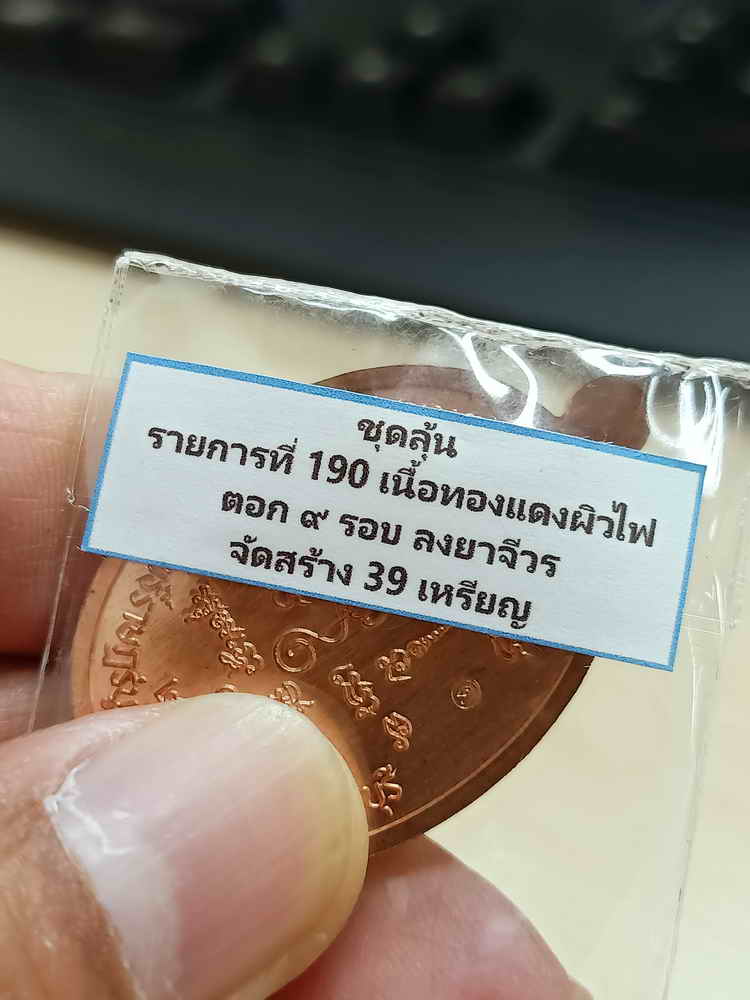 ชุดลุ้น
รายการที่ 190 เนื้อทองแดงผิวไฟ
ตอก ๙ รอบ ลงยาจีวร
จัดสร้าง 39 เหรียญ